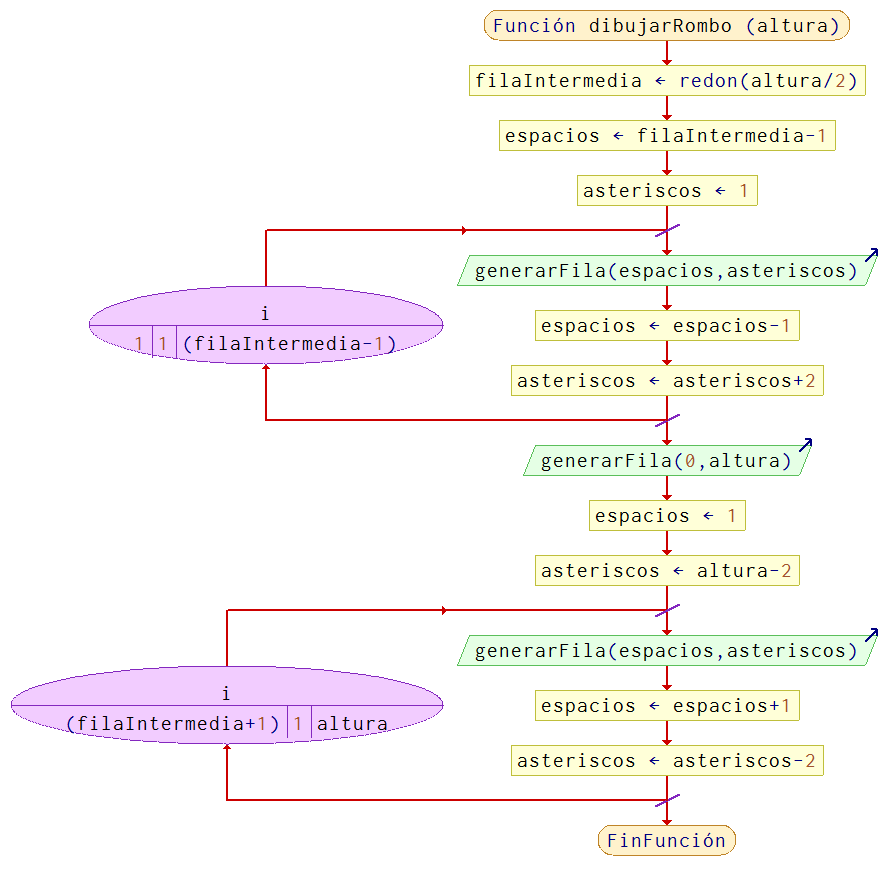 Función dibujarRombo (altura)
filaIntermedia ← redon(altura/2)
espacios ← filaIntermedia-1
asteriscos ← 1
i
1 1 (filaIntermedia-1)
generarFila(espacios,asteriscos)
espacios ← espacios-1
asteriscos ← asteriscos+2
generarFila(0,altura)
espacios ← 1
asteriscos ← altura-2
i
(filaIntermedia+1) 1 altura
generarFila(espacios,asteriscos)
espacios ← espacios+1
asteriscos ← asteriscos-2
FinFunción